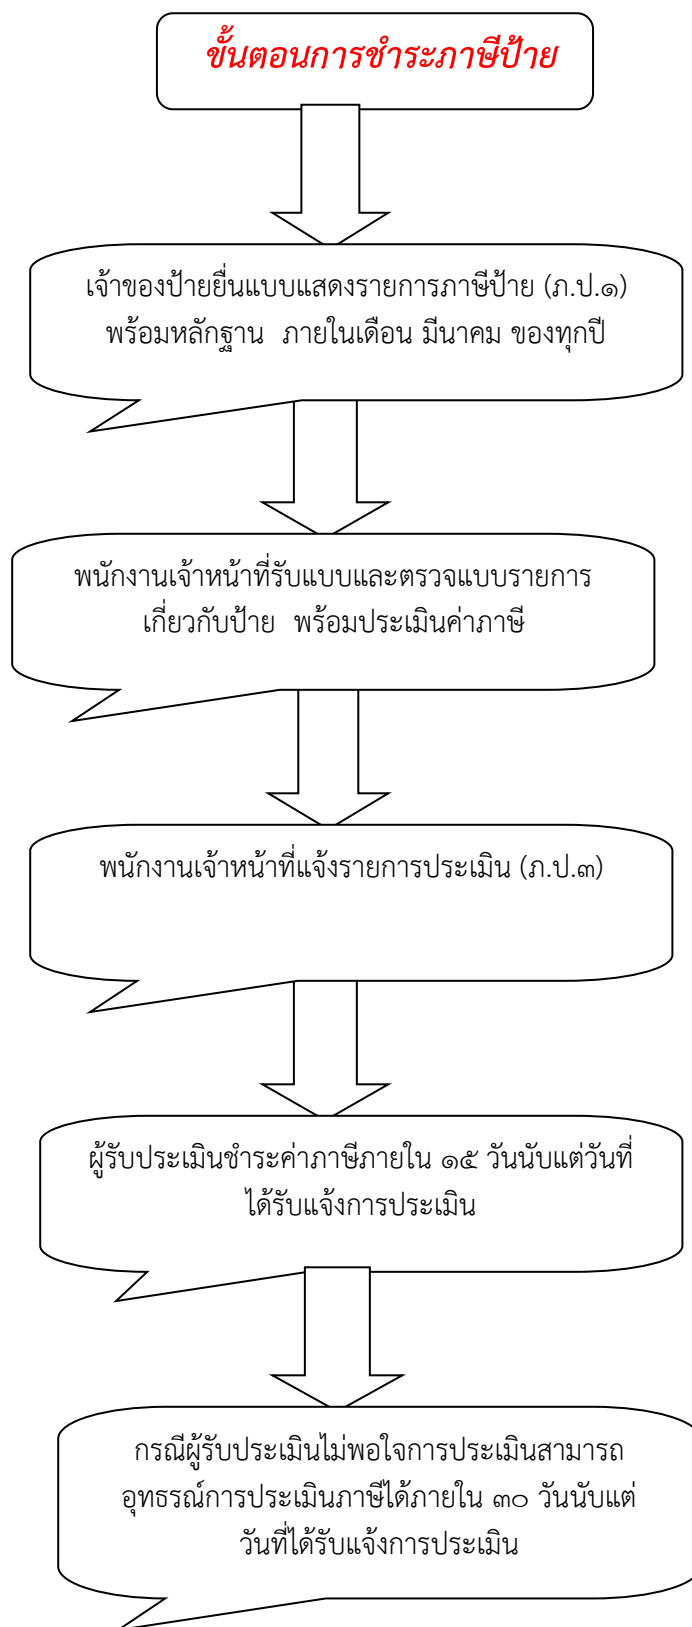 ขั้นตอนการชำระภาษีป้าย
เจ้าของป้ายยื่นแบบแสดงรายการภาษีป้าย (ภ.ป.๑)
พร้อมหลักฐาน ภายในเดือน มีนาคม ของทุกปี
พนักงานเจ้าหน้าที่รับแบบและตรวจแบบรายการ
เกี่ยวกับป้าย พร้อมประเมินค่าภาษี
พนักงานเจ้าหน้าที่แจ้งรายการประเมิน (ภ.ป.๓)
ผู้รับประเมินชำระค่าภาษีภายใน ๑๕ วันนับแต่วันที่
ได้รับแจ้งการประเมิน
กรณีผู้รับประเมินไม่พอใจการประเมินสามารถ
อุทธรณ์การประเมินภาษีได้ภายใน ๓๐ วันนับแต่
วันที่ได้รับแจ้งการประเมิน